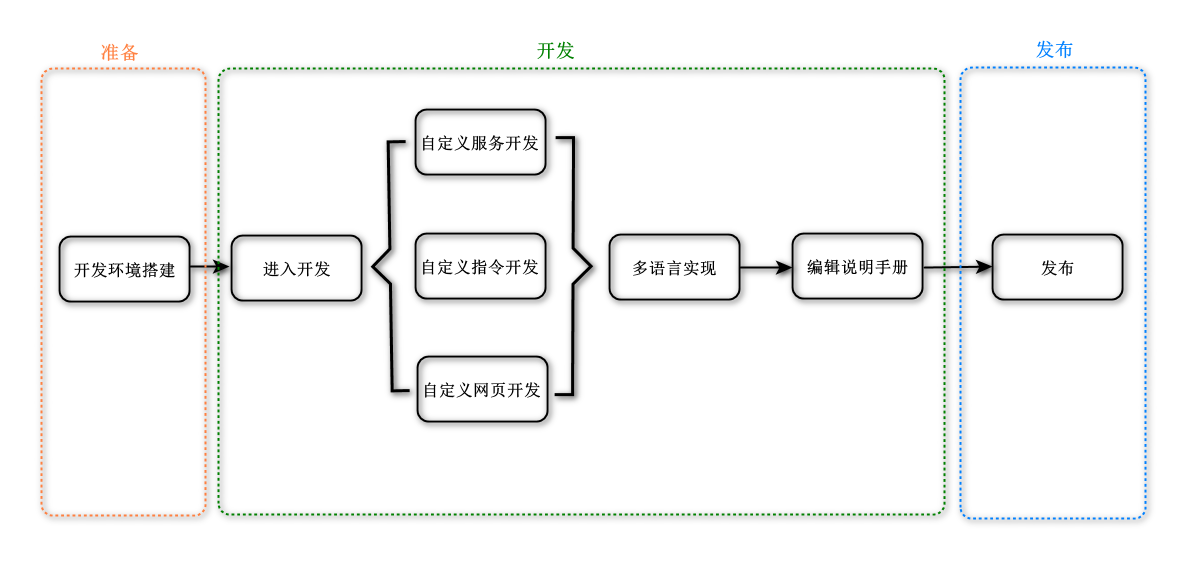 准备
开发
发布
开发环境搭建
进入开发
自定义服务开发
自定义指令开发
自定义网页开发
多语言实现
编辑说明手册
发布